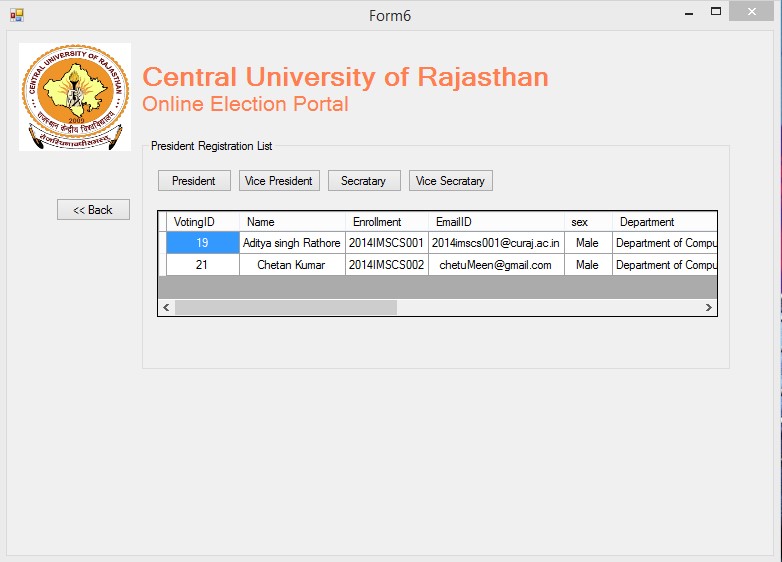 Form6
CENTRAL UNIVERSITY OF RAJASTHAN
2009
राजस्थान केन्द्रीय विश्वविद्यालय
Central University of Rajasthan
Online Election Portal
President Registration List
President Vice President Secratary Vice Secratary
<< Back
VotingID Name Enrollment EmailID sex Department
19 Aditya singh Rathore 2014IMSCS001 2014imscs001@curaj.ac.in Male Department of Compu
21 Chetan Kumar 2014IMSCS002 chetuMeen@gmail.com Male Department of Compu